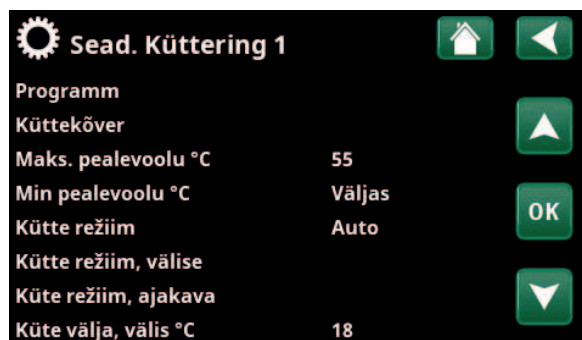 Sead. Küttering 1
Programm
Küttekõver
Maks. pealevoolu °C 55
Min pealevoolu °C Väljas
Kütte režiim Auto
OK
Kütte režiim, välise
Küte režiim, ajakava
Küte välja, välis °C 18